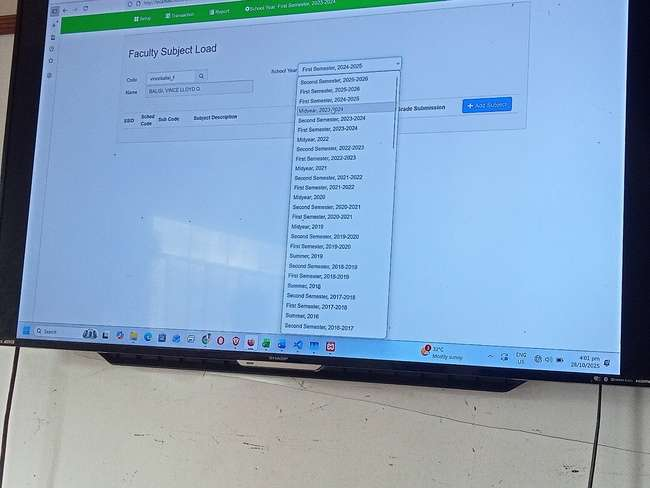 Setup Transaction Report School Year: First Semester, 2023-2024
Faculty Subject Load
Code
School Year
First Semester, 2024-2025
Name BALISI, VINCE LLOYD O.
SSID Sched Code Sub Code Subject Description Grade Submission
+ Add Subject
Second Semester, 2025-2026
First Semester, 2025-2026
First Semester, 2024-2025
Midyear, 2023-2024
Second Semester, 2023-2024
First Semester, 2023-2024
Midyear, 2022
Second Semester, 2022-2023
First Semester, 2022-2023
Midyear, 2021
Second Semester, 2021-2022
First Semester, 2021-2022
Midyear, 2020
Second Semester, 2020-2021
First Semester, 2020-2021
Midyear, 2019
Second Semester, 2019-2020
First Semester, 2019-2020
Summer, 2019
Second Semester, 2018-2019
First Semester, 2018-2019
Summer, 2018
Second Semester, 2017-2018
First Semester, 2017-2018
Summer, 2016
Second Semester, 2016-2017
Search
32°C
Mostly sunny
ENG
US
4:01 pm
28/10/2025
SHARP